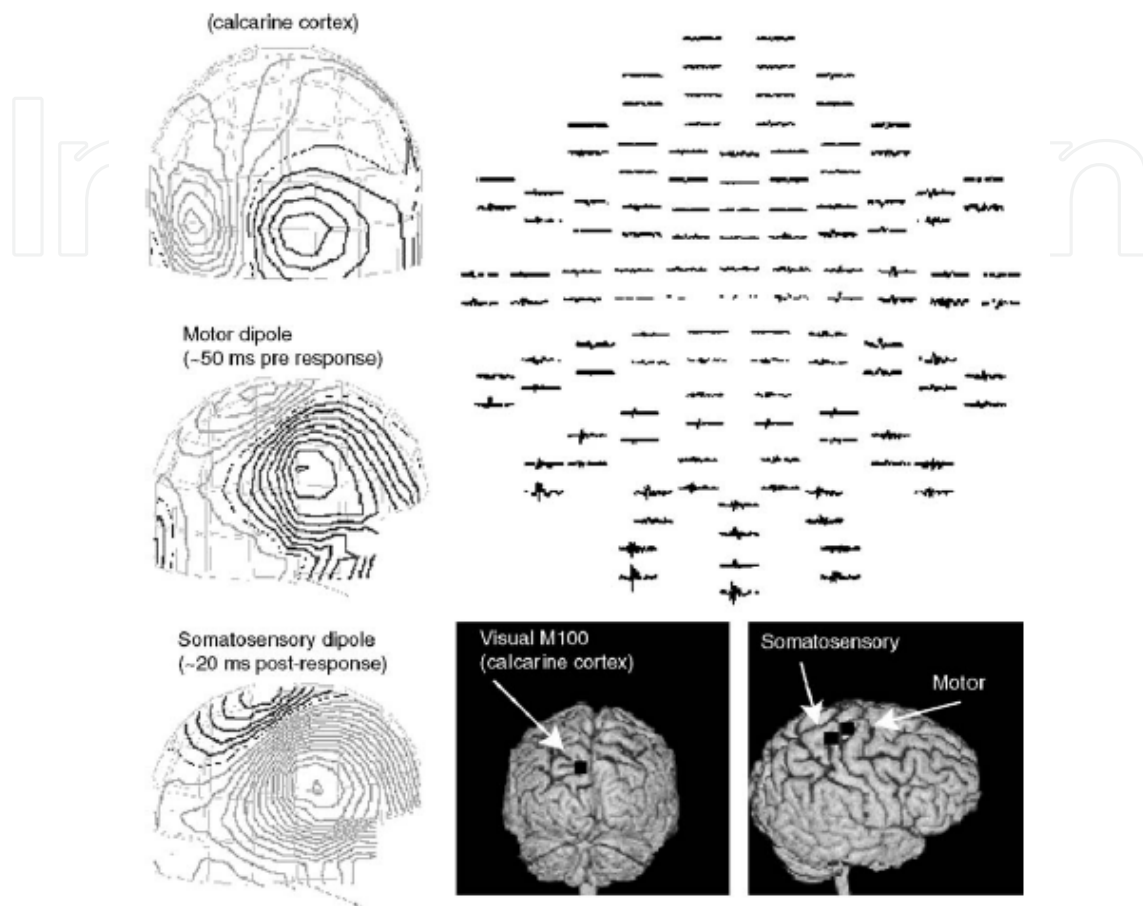 (calcarine cortex)
Motor dipole
(~50 ms pre response)
Somatosensory dipole
(~20 ms post-response)
Visual M100
(calcarine cortex)
Somatosensory
Motor